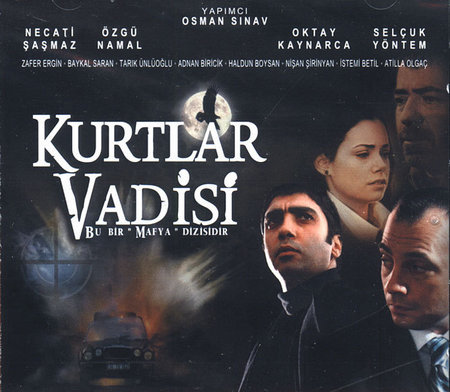 YAPIMCI
OSMAN SINAV
NECATİ ŞAŞMAZ
ÖZGÜ NAMAL
OKTAY KAYNARCA
SELÇUK YÖNTEM
ZAFER ERGİN - BAYKAL SARAN - TARIK ÜNLÜOĞLU - ADNAN BİRİCİK - HALDUN BOYSAN - NİŞAN ŞİRİNYAN - İSTEMİ BETİL - ATİLLA OLGAÇ
KURTLAR
VADİSİ
BU BİR " MAFYA " DİZİSİDİR